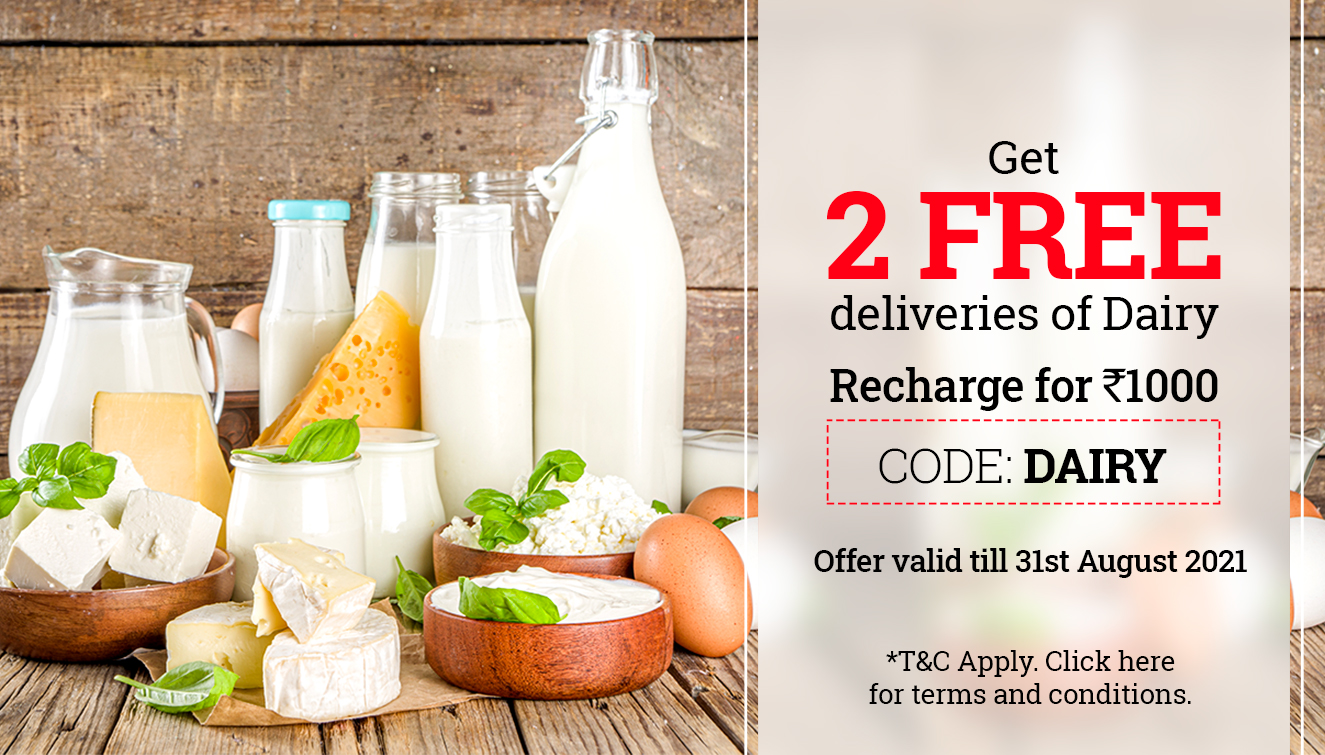 Get
2 FREE
deliveries of Dairy
Recharge for ₹1000
CODE: DAIRY
Offer valid till 31st August 2021
*T&C Apply. Click here
for terms and conditions.